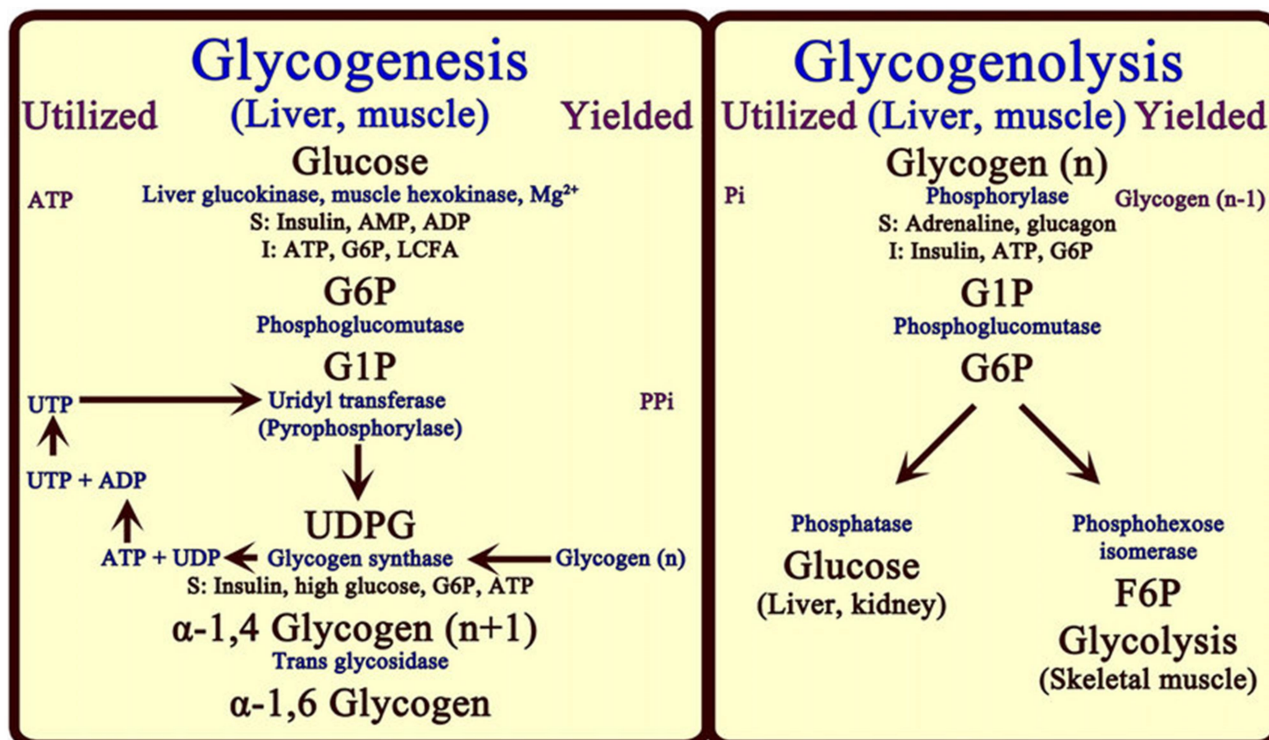 Glycogenesis
Utilized (Liver, muscle) Yielded
Glucose
ATP Liver glucokinase, muscle hexokinase, Mg²⁺
S: Insulin, AMP, ADP
I: ATP, G6P, LCFA
G6P
Phosphoglucomutase
G1P
UTP Uridyl transferase PPi
(Pyrophosphorylase)
UTP + ADP
UDPG
ATP + UDP Glycogen synthase Glycogen (n)
S: Insulin, high glucose, G6P, ATP
α-1,4 Glycogen (n+1)
Trans glycosidase
α-1,6 Glycogen
Glycogenolysis
Utilized (Liver, muscle) Yielded
Glycogen (n)
Pi Phosphorylase Glycogen (n-1)
S: Adrenaline, glucagon
I: Insulin, ATP, G6P
G1P
Phosphoglucomutase
G6P
Phosphatase
Glucose
(Liver, kidney)
Phosphohexose
isomerase
F6P
Glycolysis
(Skeletal muscle)